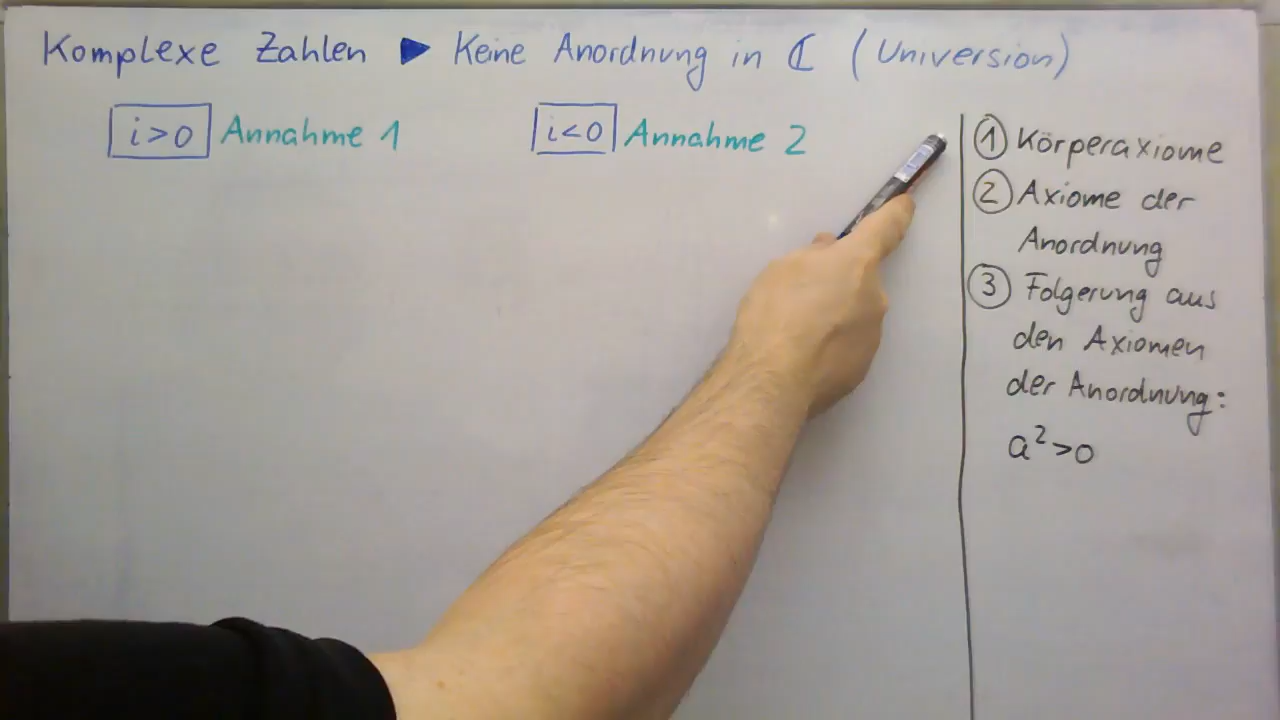 Komplexe Zahlen ▶ Keine Anordnung in ℂ (Universion)
i>0 Annahme 1
i<0 Annahme 2
① Körperaxiome
② Axiome der
Anordnung
③ Folgerung aus
den Axiomen
der Anordnung:
a²>0